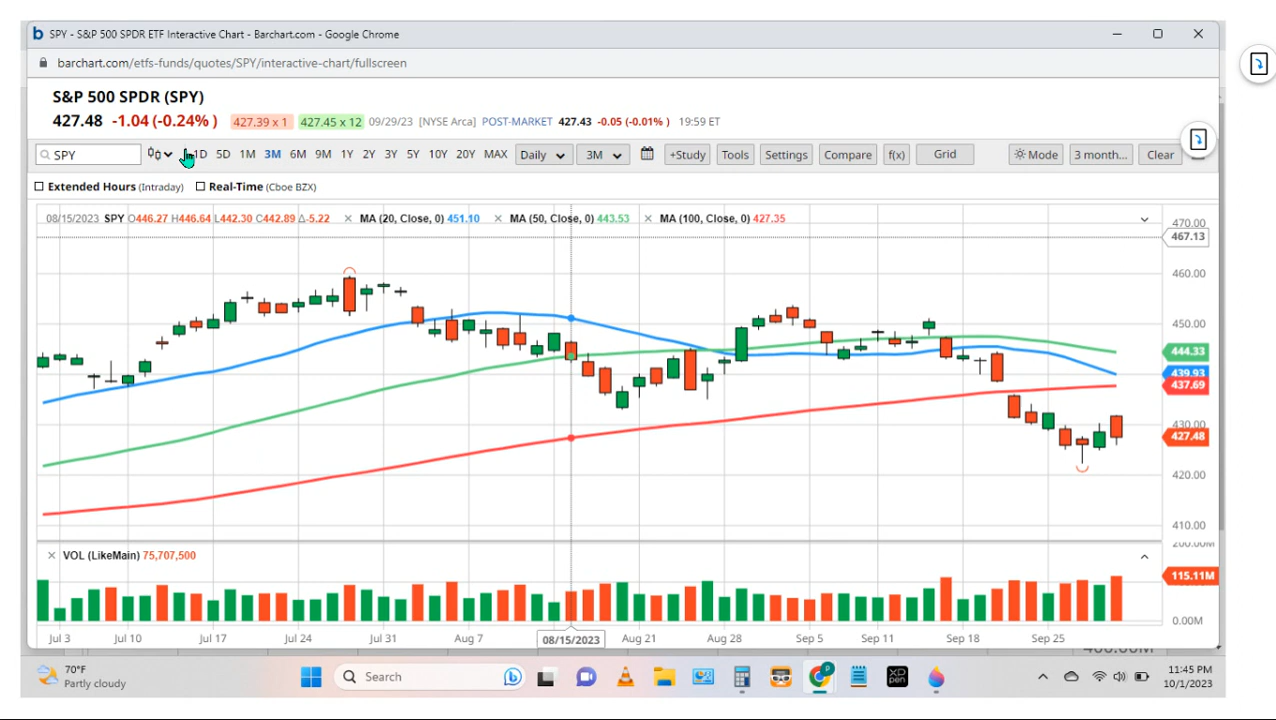 b SPY - S&P 500 SPDR ETF Interactive Chart - Barchart.com - Google Chrome
barchart.com/etfs-funds/quotes/SPY/interactive-chart/fullscreen
S&P 500 SPDR (SPY)
427.48 -1.04 (-0.24%) 427.39 x 1 427.45 x 12 09/29/23 [NYSE Arca] POST-MARKET 427.43 -0.05 (-0.01%) 19:59 ET
SPY 1D 5D 1M 3M 6M 9M 1Y 2Y 3Y 5Y 10Y 20Y MAX Daily 3M +Study Tools Settings Compare f(x) Grid Mode 3 month... Clear
Extended Hours (Intraday) Real-Time (Cboe BZX)
08/15/2023 SPY O446.27 H446.64 L442.30 C442.89 Δ-5.22 × MA (20, Close, 0) 451.10 × MA (50, Close, 0) 443.53 × MA (100, Close, 0) 427.35
470.00
467.13
460.00
450.00
444.33
439.93
437.69
430.00
427.48
420.00
410.00
× VOL (LikeMain) 75,707,500
200.00M
115.11M
0.00M
Jul 3 Jul 10 Jul 17 Jul 24 Jul 31 Aug 7 08/15/2023 Aug 21 Aug 28 Sep 5 Sep 11 Sep 18 Sep 25
70°F
Partly cloudy
Search
P
XP
PEN
11:45 PM
10/1/2023